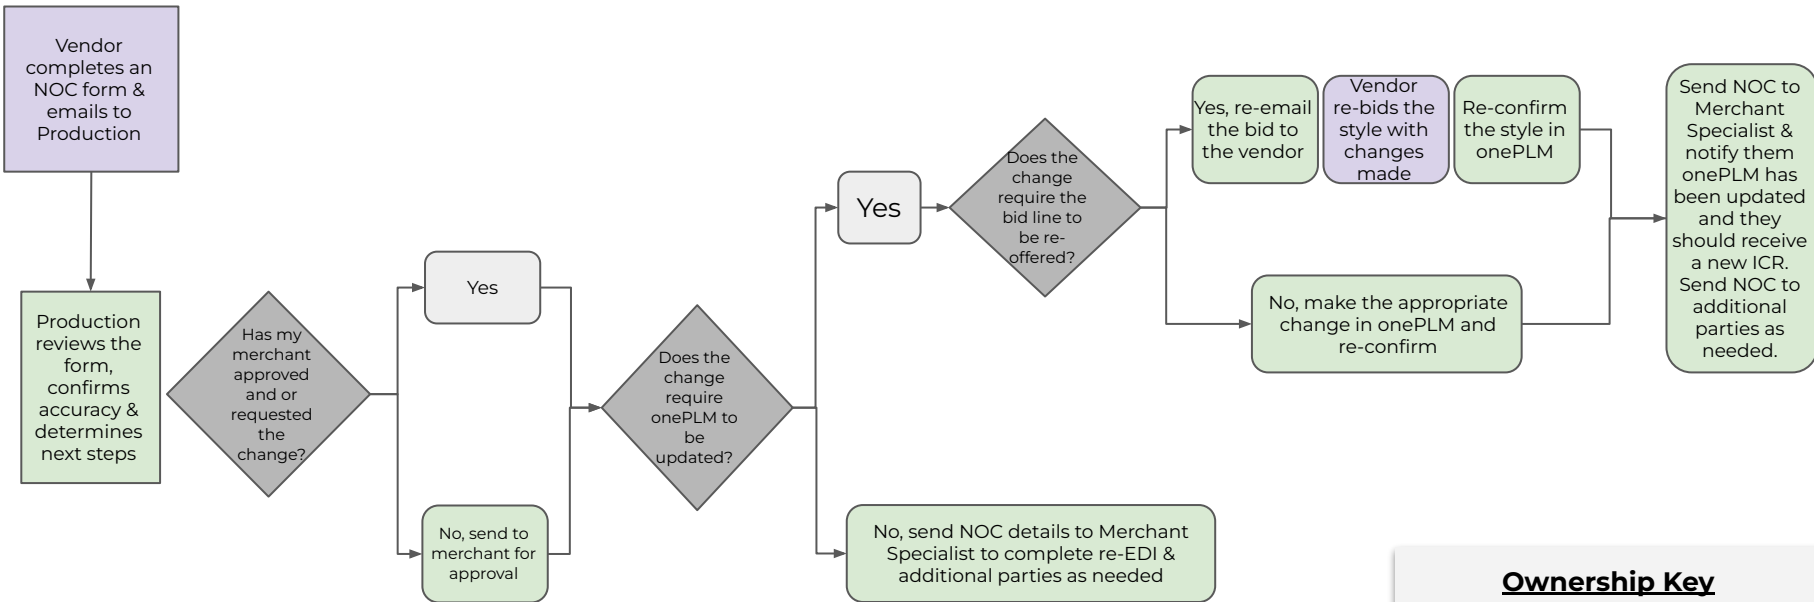 Vendor
completes an
NOC form &
emails to
Production
Production
reviews the
form,
confirms
accuracy &
determines
next steps
Has my
merchant
approved
and or
requested
the
change?
Yes
No, send to
merchant for
approval
Does the
change
require
onePLM to
be
updated?
Yes
No, send NOC details to Merchant
Specialist to complete re-EDI &
additional parties as needed
Does the
change
require the
bid line to
be re-
offered?
Yes, re-email
the bid to
the vendor
Vendor
re-bids the
style with
changes
made
Re-confirm
the style in
onePLM
No, make the appropriate
change in onePLM and
re-confirm
Send NOC to
Merchant
Specialist &
notify them
onePLM has
been updated
and they
should receive
a new ICR.
Send NOC to
additional
parties as
needed.
Ownership Key